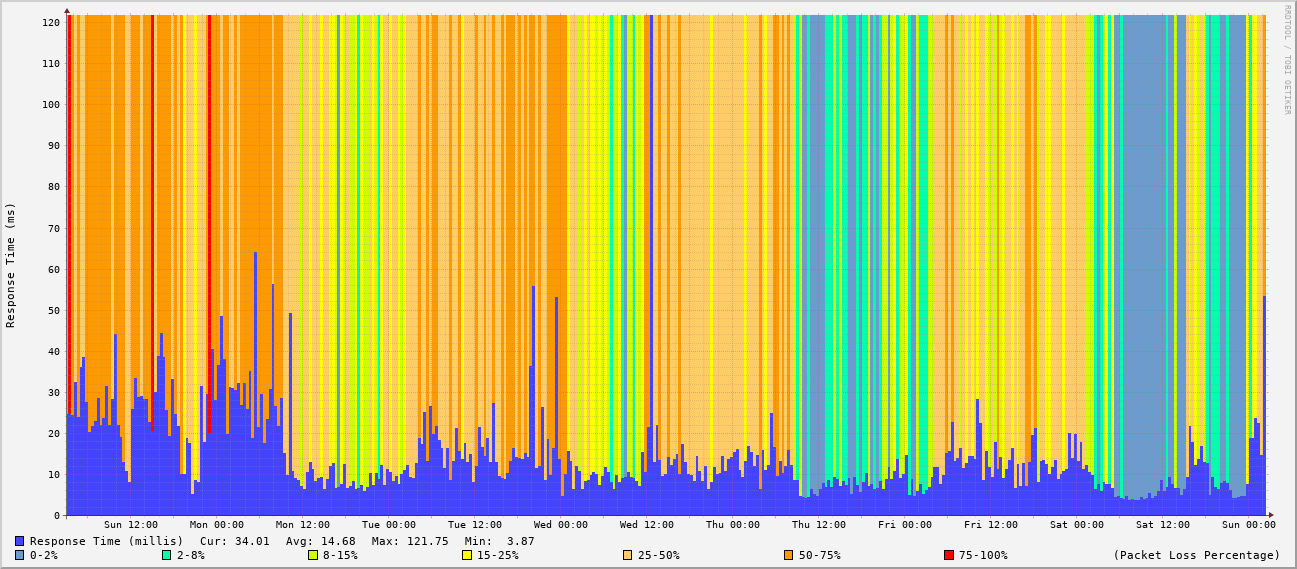 RRDTOOL / TOBI OETIKER
Response Time (ms)
120
110
100
90
80
70
60
50
40
30
20
10
0
Sun 12:00 Mon 00:00 Mon 12:00 Tue 00:00 Tue 12:00 Wed 00:00 Wed 12:00 Thu 00:00 Thu 12:00 Fri 00:00 Fri 12:00 Sat 00:00 Sat 12:00 Sun 00:00
Response Time (millis) Cur: 34.01 Avg: 14.68 Max: 121.75 Min: 3.87
0-2% 2-8% 8-15% 15-25% 25-50% 50-75% 75-100% (Packet Loss Percentage)